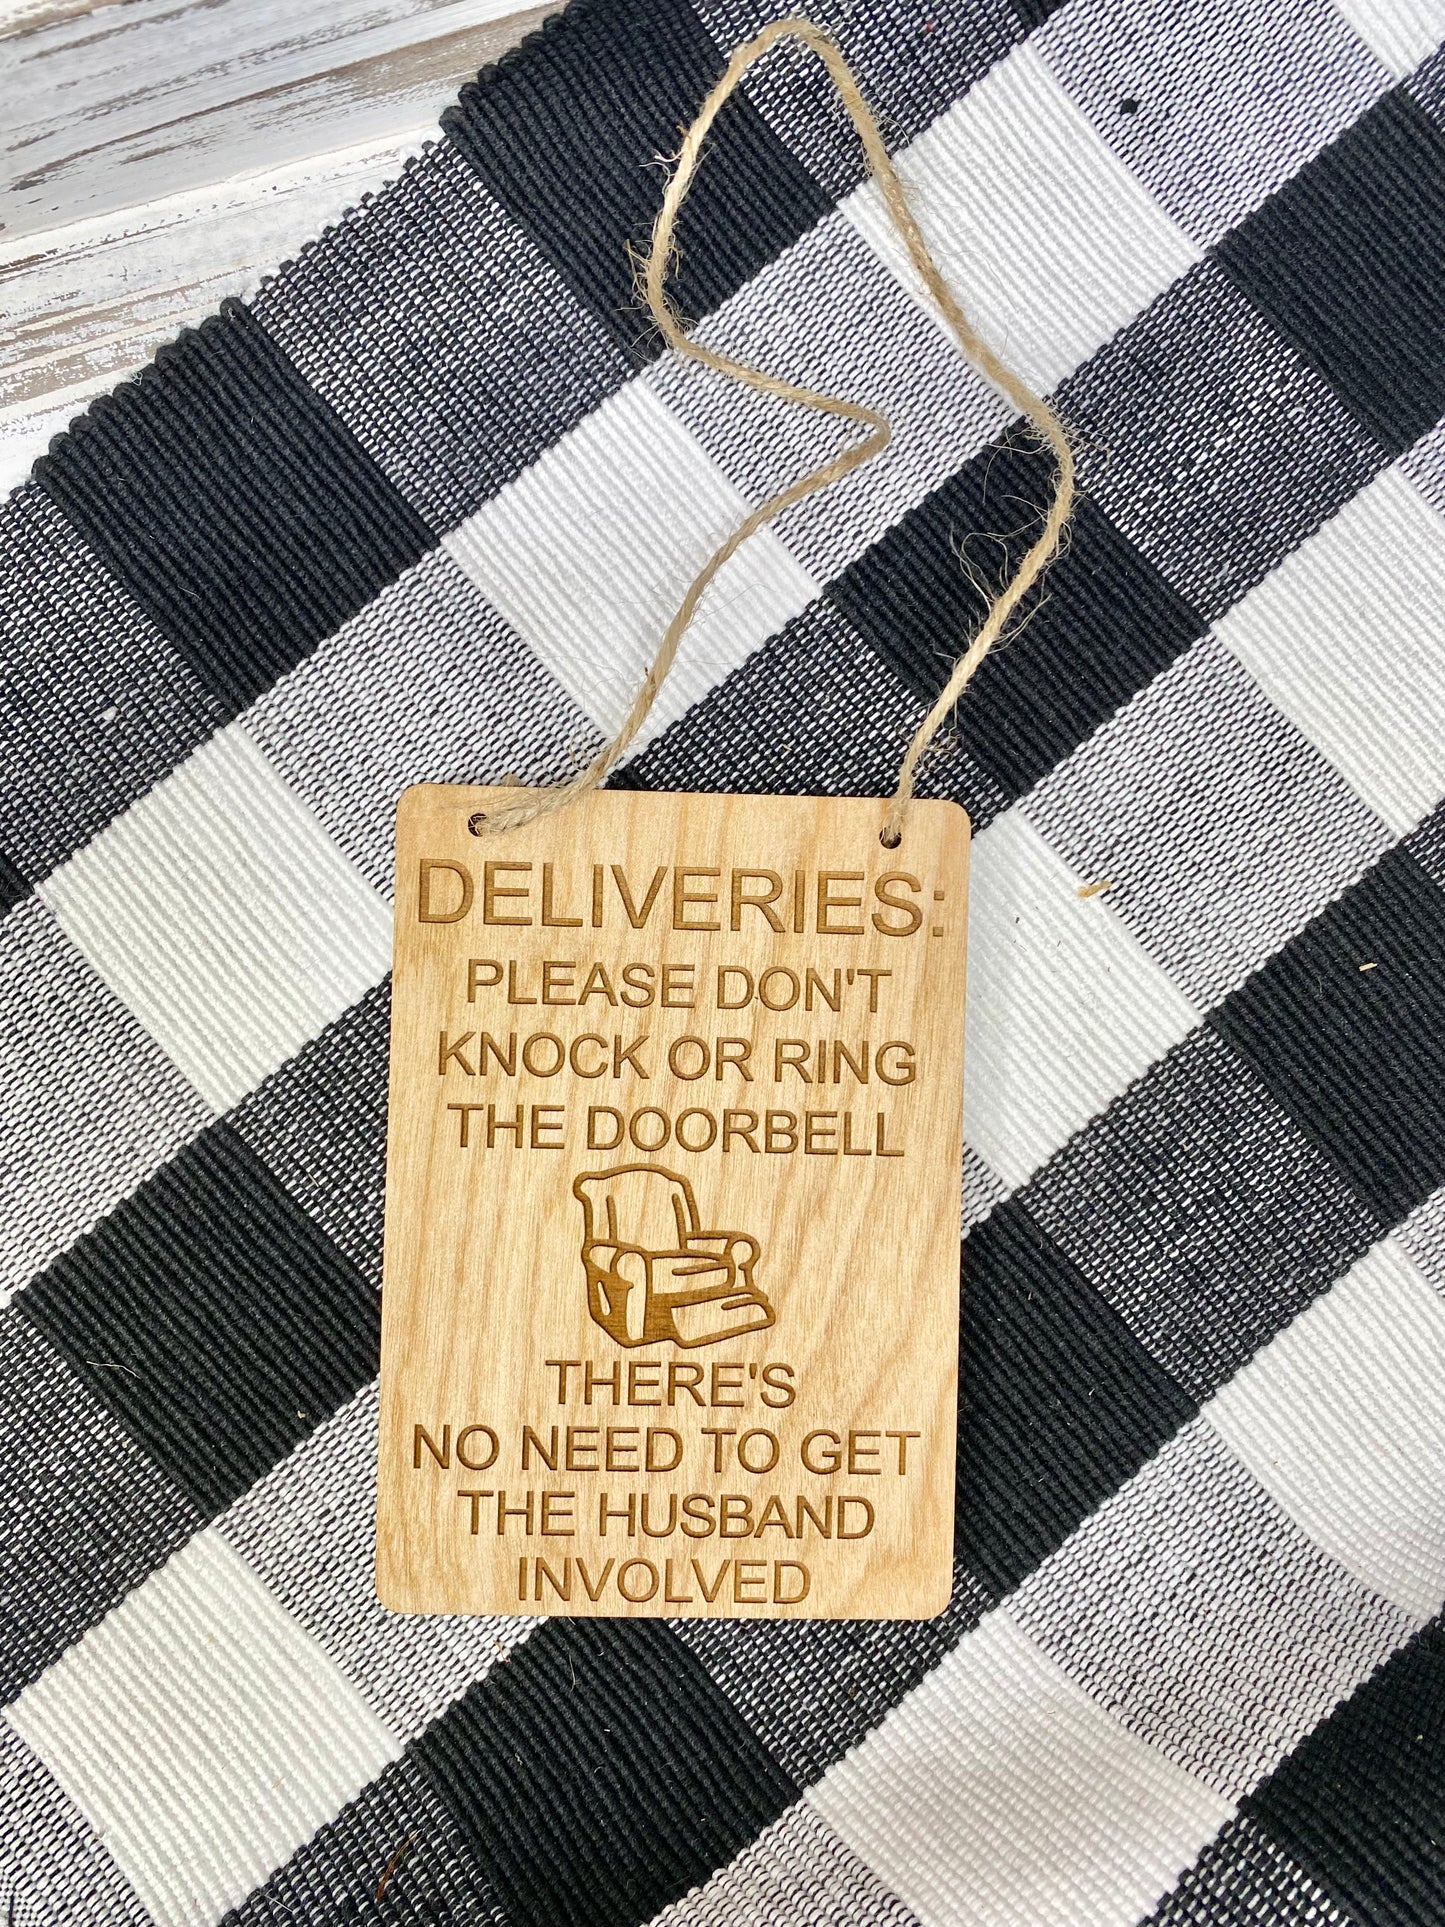 DELIVERIES:
PLEASE DON'T
KNOCK OR RING
THE DOORBELL
THERE'S
NO NEED TO GET
THE HUSBAND
INVOLVED